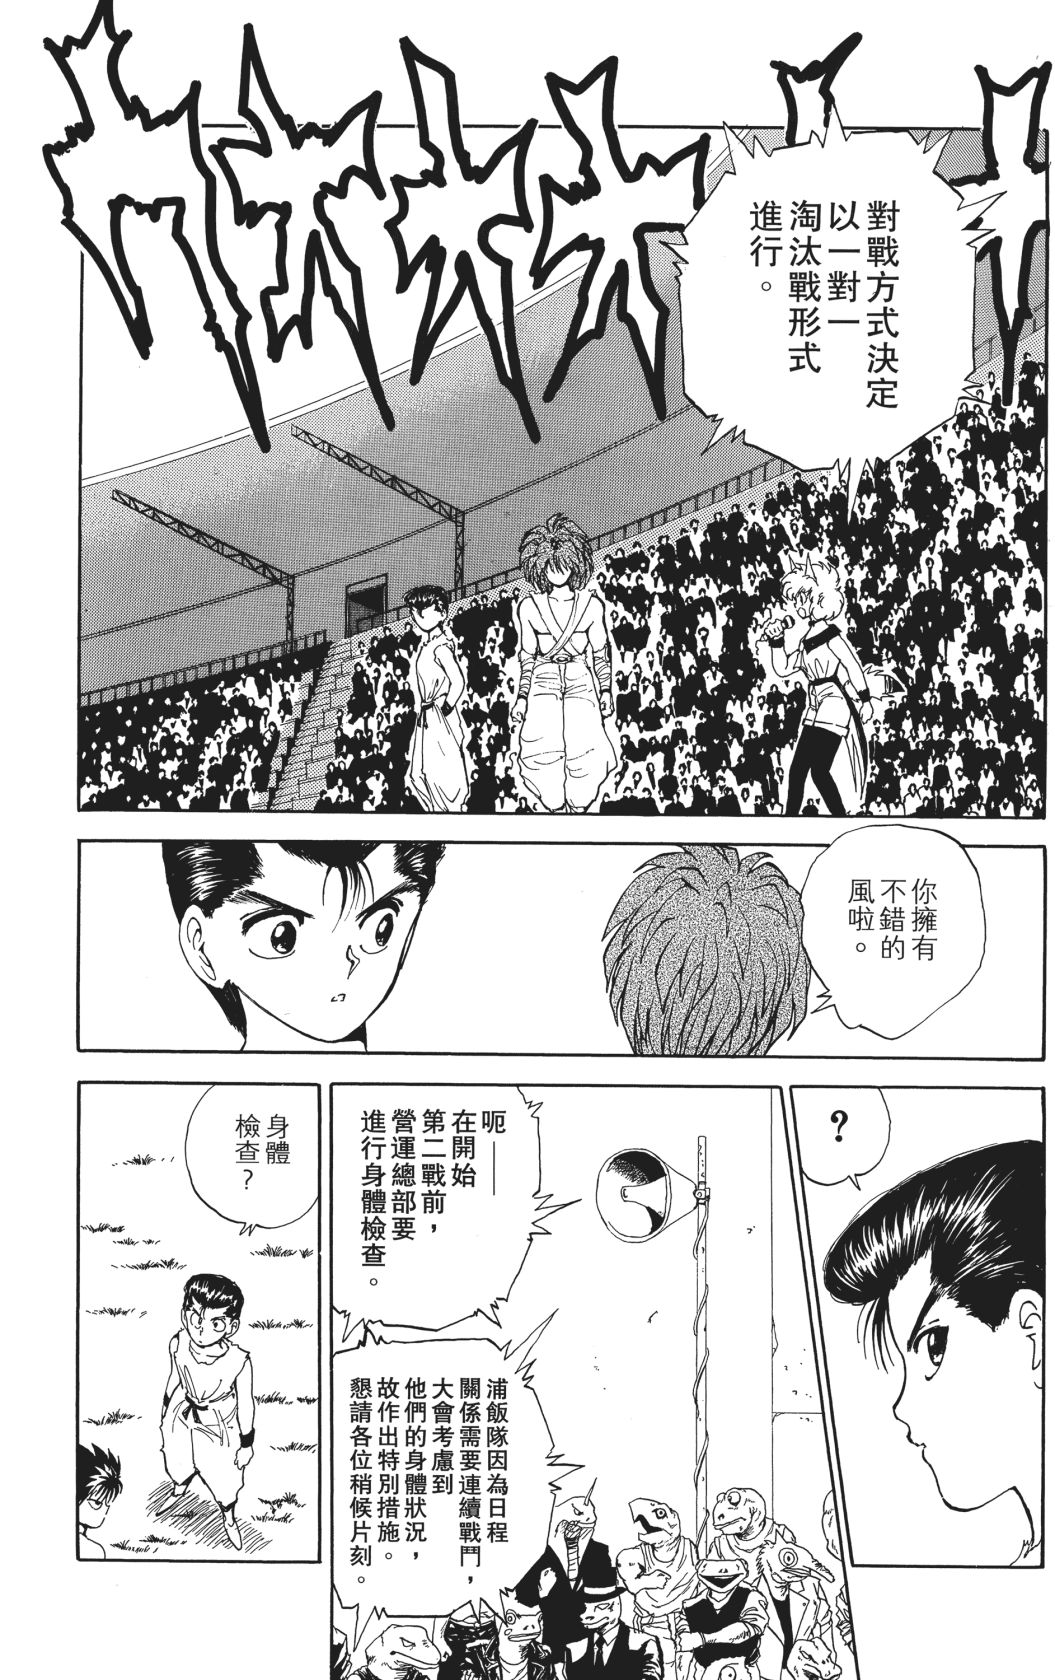 對戰方式決定
以一對一
淘汰戰形式
進行。
你擁有
不錯的
風啦。
?
呃——
在開始
第二戰前，
營運總部要
進行身體檢查。
浦飯隊因為日程
關係需要連續戰鬥，
大會考慮到
他們的身體狀況，
故作出特別措施。
懇請各位稍候片刻。
身體
檢查?